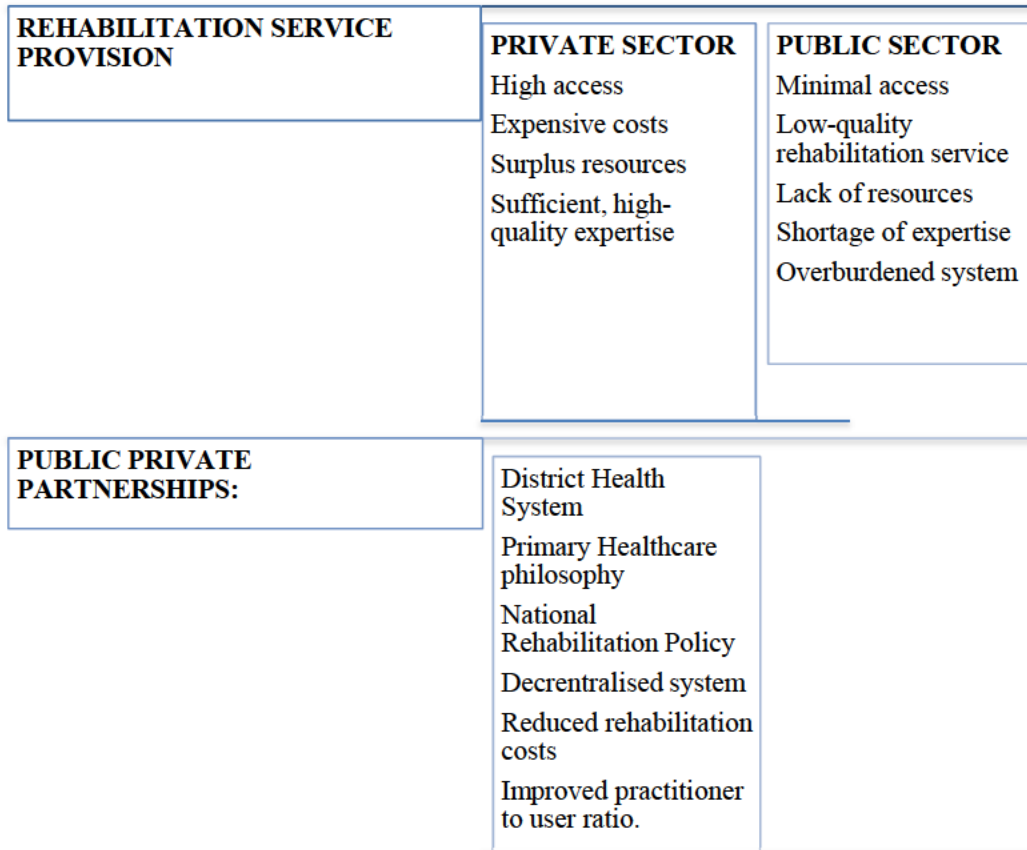 REHABILITATION SERVICE
PROVISION
PRIVATE SECTOR
High access
Expensive costs
Surplus resources
Sufficient, high-
quality expertise
PUBLIC SECTOR
Minimal access
Low-quality
rehabilitation service
Lack of resources
Shortage of expertise
Overburdened system
PUBLIC PRIVATE
PARTNERSHIPS:
District Health
System
Primary Healthcare
philosophy
National
Rehabilitation Policy
Decrentralised system
Reduced rehabilitation
costs
Improved practitioner
to user ratio.